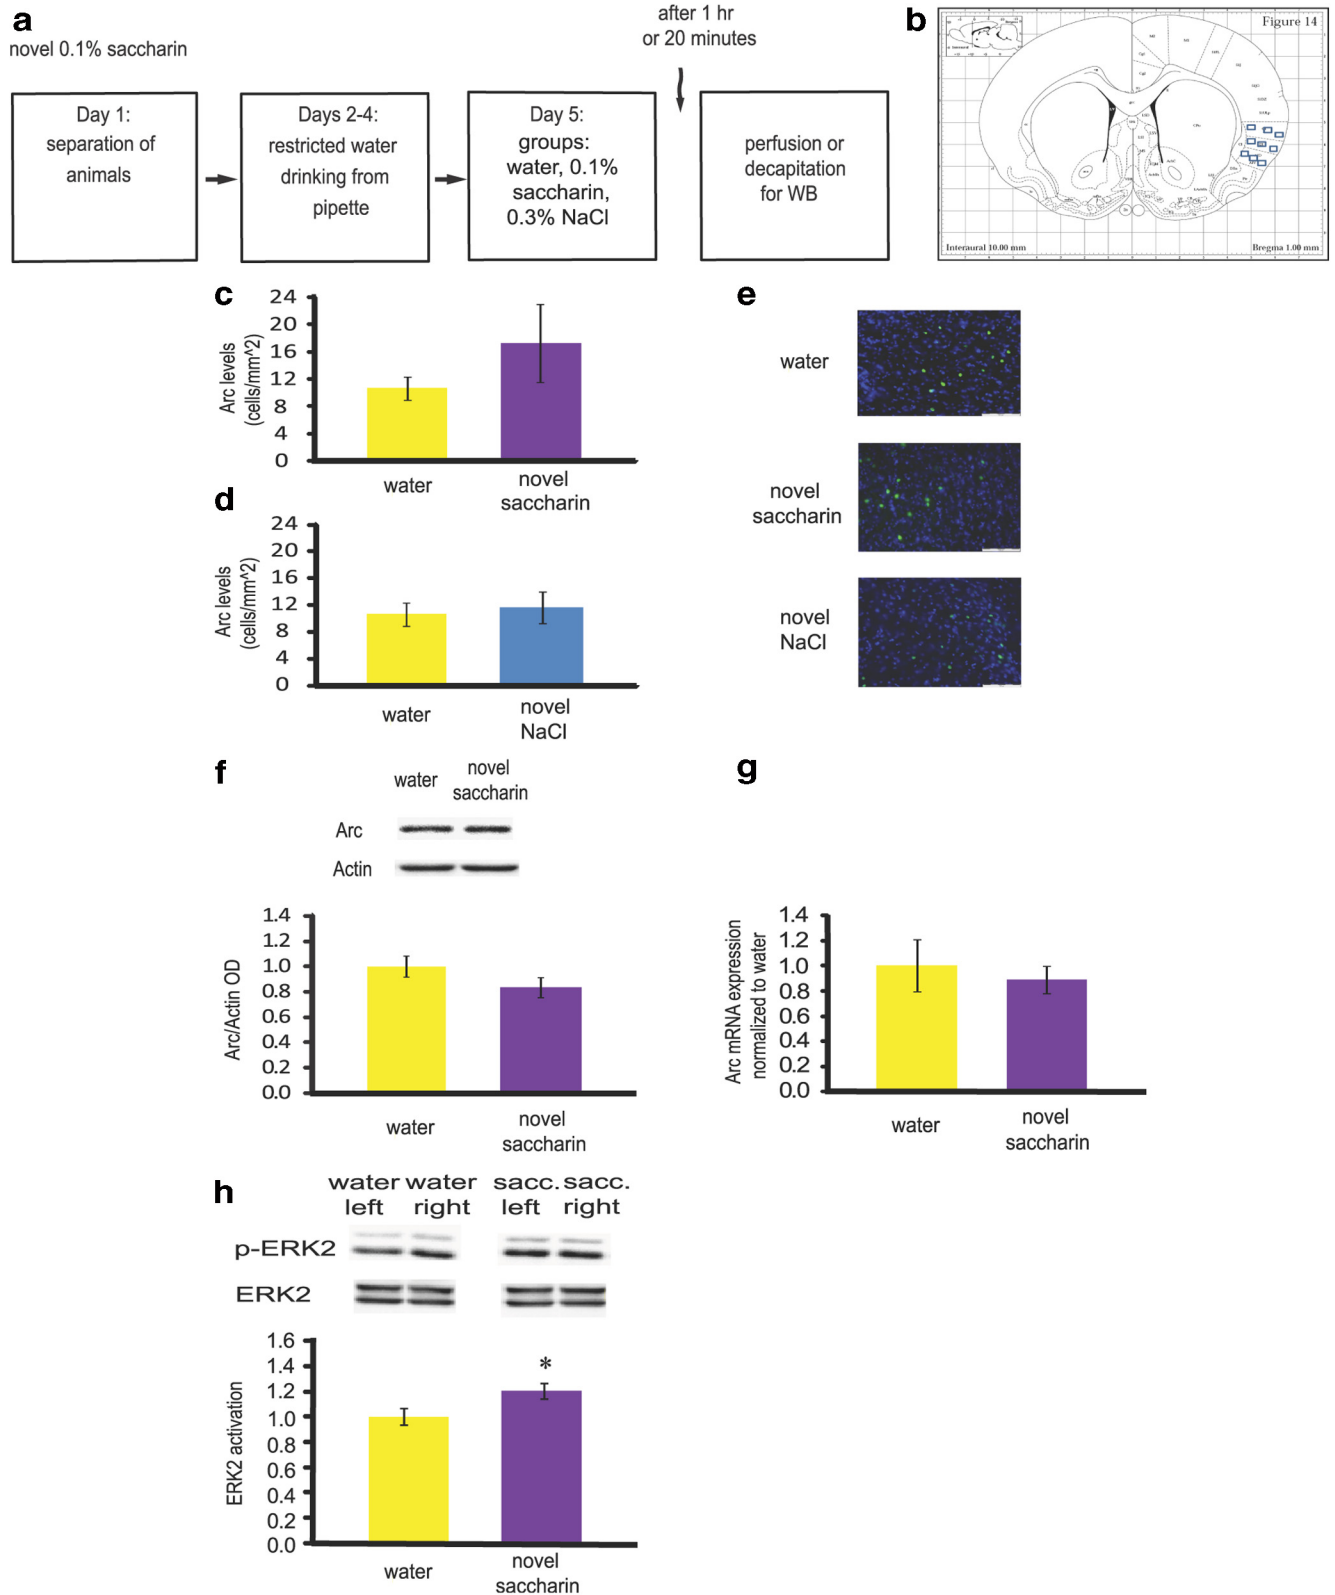 a
novel 0.1% saccharin
Day 1:
separation of
animals
Days 2-4:
restricted water
drinking from
pipette
Day 5:
groups:
water, 0.1%
saccharin,
0.3% NaCl
after 1 hr
or 20 minutes
perfusion or
decapitation
for WB
b
Figure 14
Interaural 10.00 mm
Bregma 1.00 mm
c
Arc levels
(cells/mm^2)
24
20
16
12
8
4
0
water
novel
saccharin
d
Arc levels
(cells/mm^2)
24
20
16
12
8
4
0
water
novel
NaCl
e
water
novel
saccharin
novel
NaCl
f
water
novel
saccharin
Arc
Actin
Arc/Actin OD
1.4
1.2
1.0
0.8
0.6
0.4
0.2
0.0
water
novel
saccharin
g
Arc mRNA expression
normalized to water
1.4
1.2
1.0
0.8
0.6
0.4
0.2
0.0
water
novel
saccharin
h
water water sacc. sacc.
left right left right
p-ERK2
ERK2
ERK2 activation
1.6
1.4
1.2
1.0
0.8
0.6
0.4
0.2
0.0
*
water
novel
saccharin